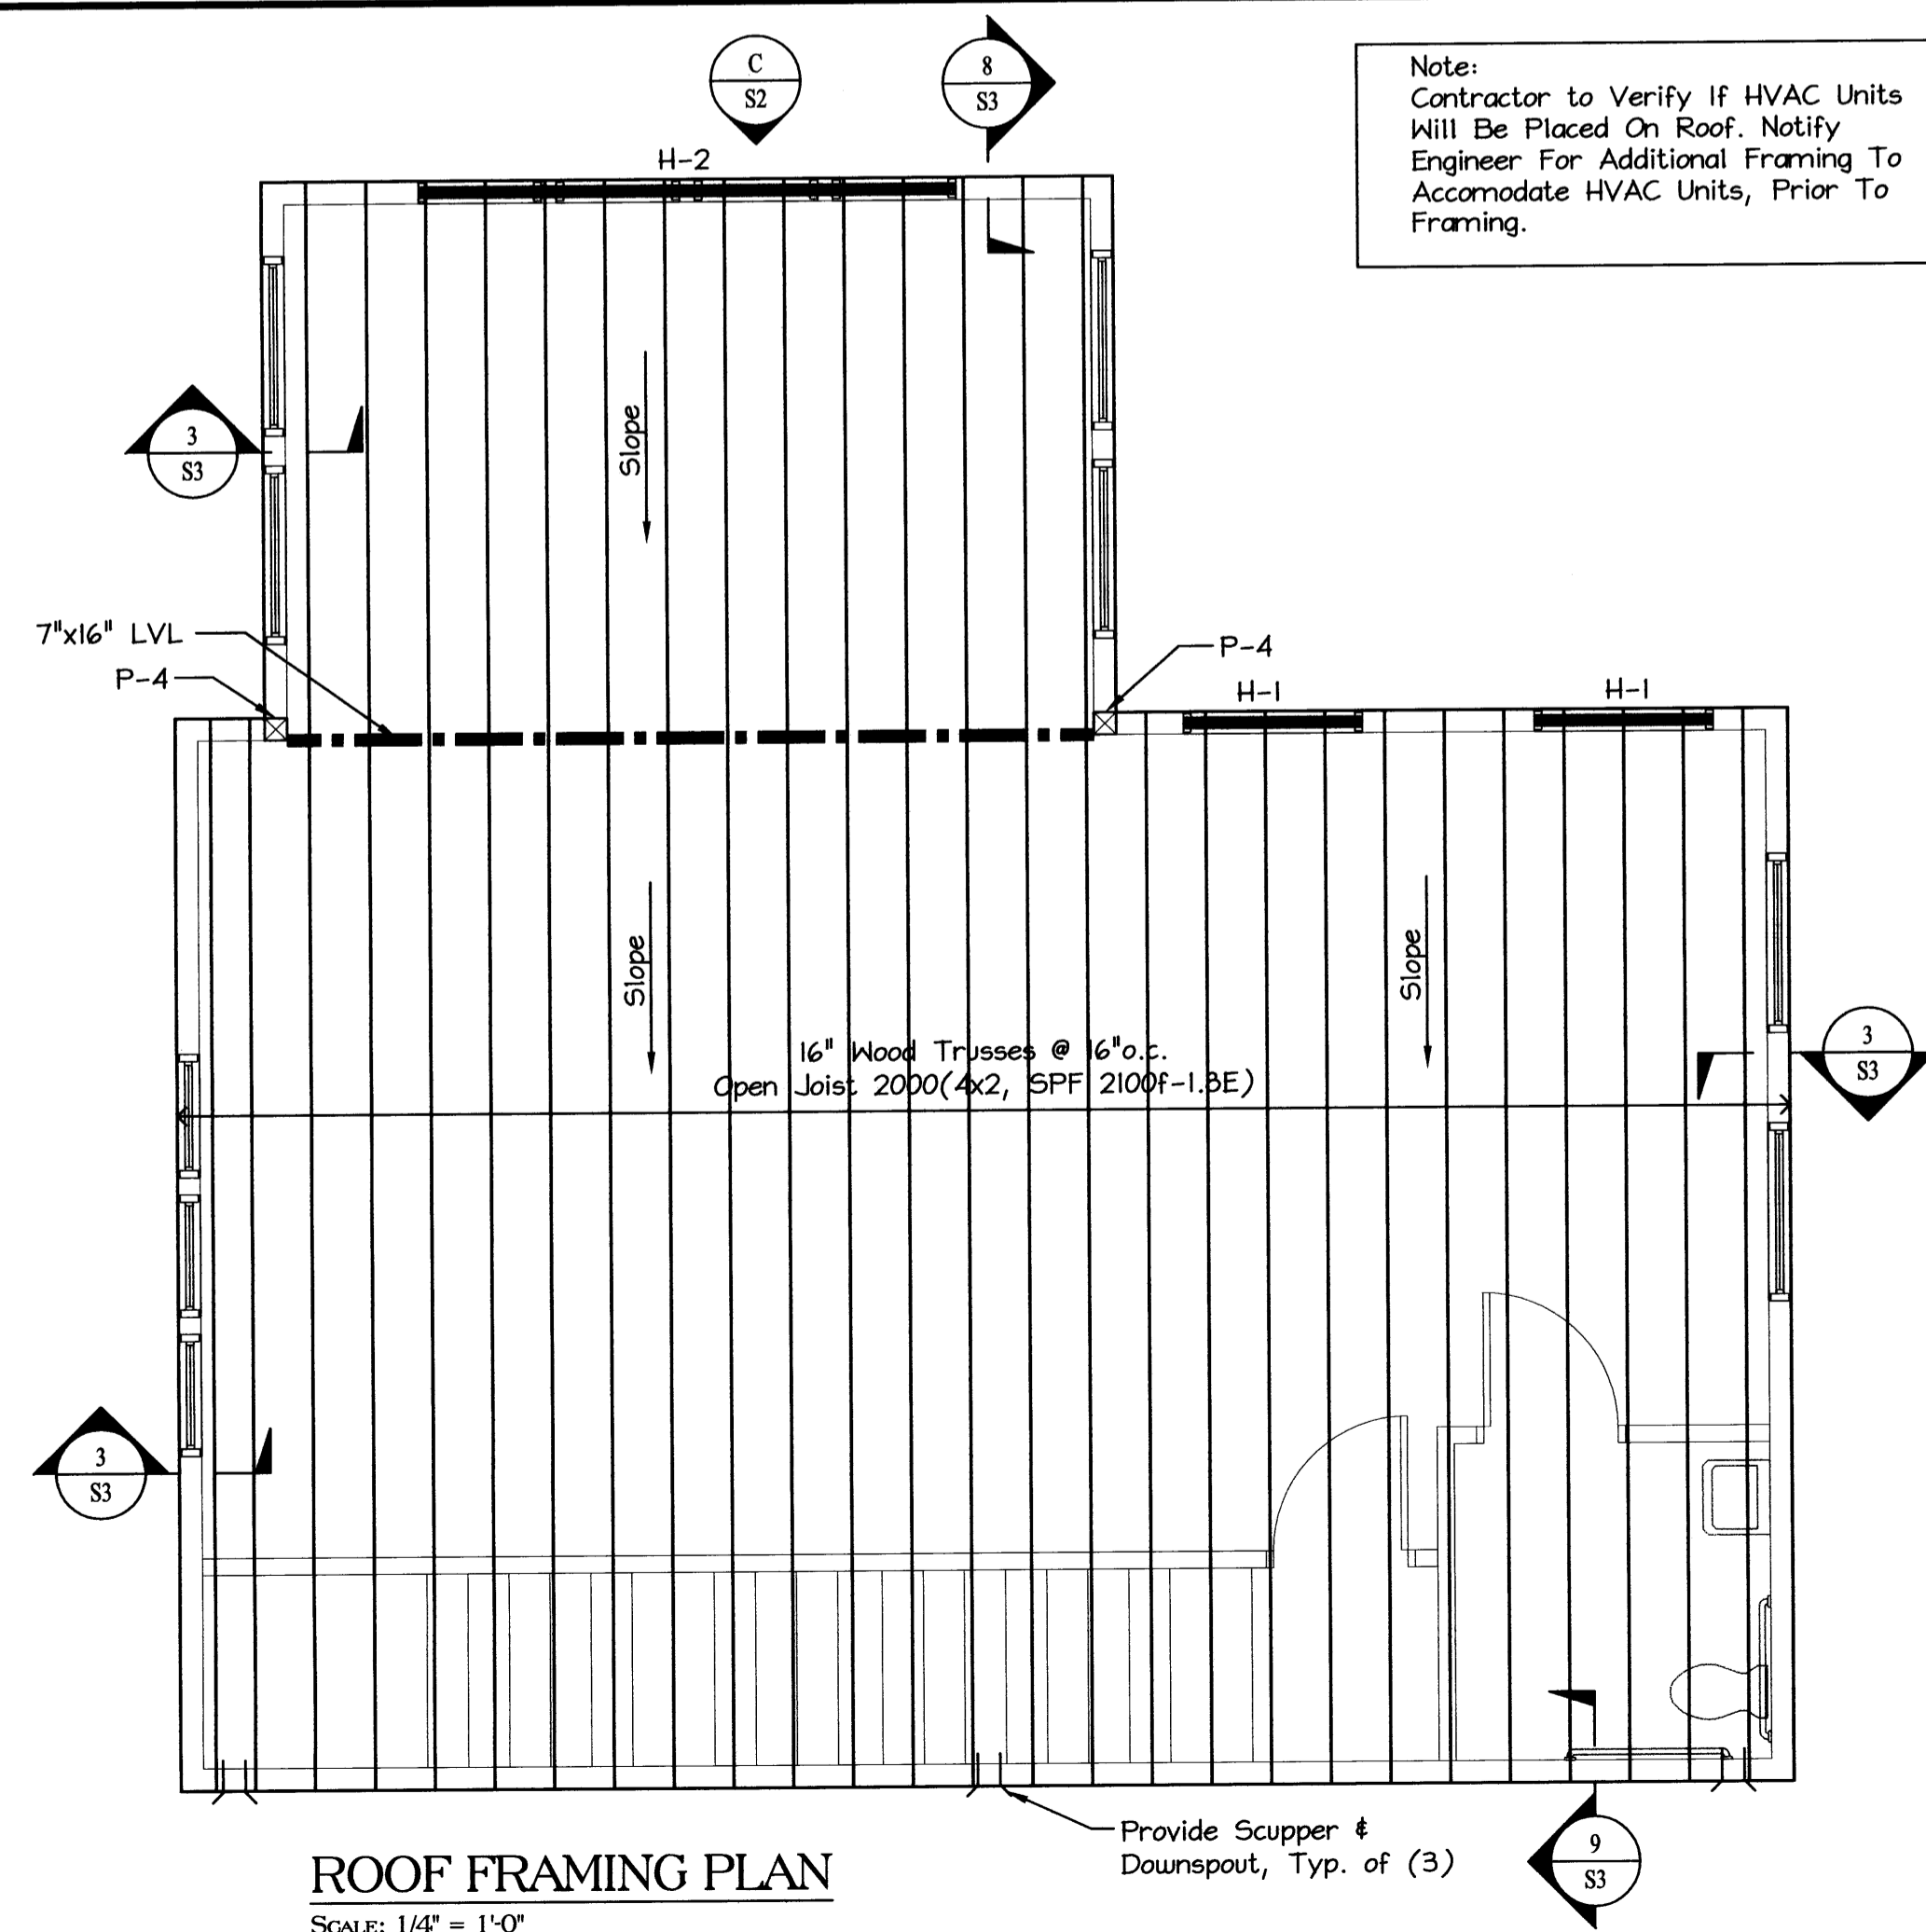 C
S2
8
S3
Note:
Contractor to Verify If HVAC Units
Will Be Placed On Roof. Notify
Engineer For Additional Framing To
Accomodate HVAC Units, Prior To
Framing.
H-2
Slope
3
S3
7"x16" LVL
P-4
P-4
H-1
H-1
Slope
Slope
16" Wood Trusses @ 16"o.c.
Open Joist 2000(4x2, SPF 2100f-1.8E)
3
S3
3
S3
Provide Scupper &
Downspout, Typ. of (3)
9
S3
ROOF FRAMING PLAN
SCALE: 1/4" = 1'-0"